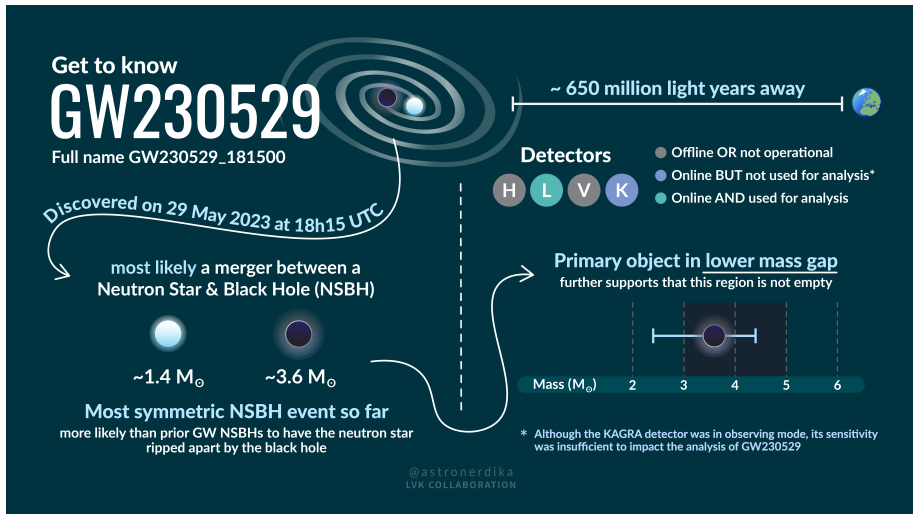 Get to know
GW230529
Full name GW230529_181500
Discovered on 29 May 2023 at 18h15 UTC
most likely a merger between a
Neutron Star & Black Hole (NSBH)
~1.4 M☉
~3.6 M☉
Most symmetric NSBH event so far
more likely than prior GW NSBHs to have the neutron star
ripped apart by the black hole
~ 650 million light years away
Detectors
H L V K
Offline OR not operational
Online BUT not used for analysis*
Online AND used for analysis
Primary object in lower mass gap
further supports that this region is not empty
Mass (M☉) 2 3 4 5 6
* Although the KAGRA detector was in observing mode, its sensitivity
was insufficient to impact the analysis of GW230529
@astronerdika
LVK COLLABORATION